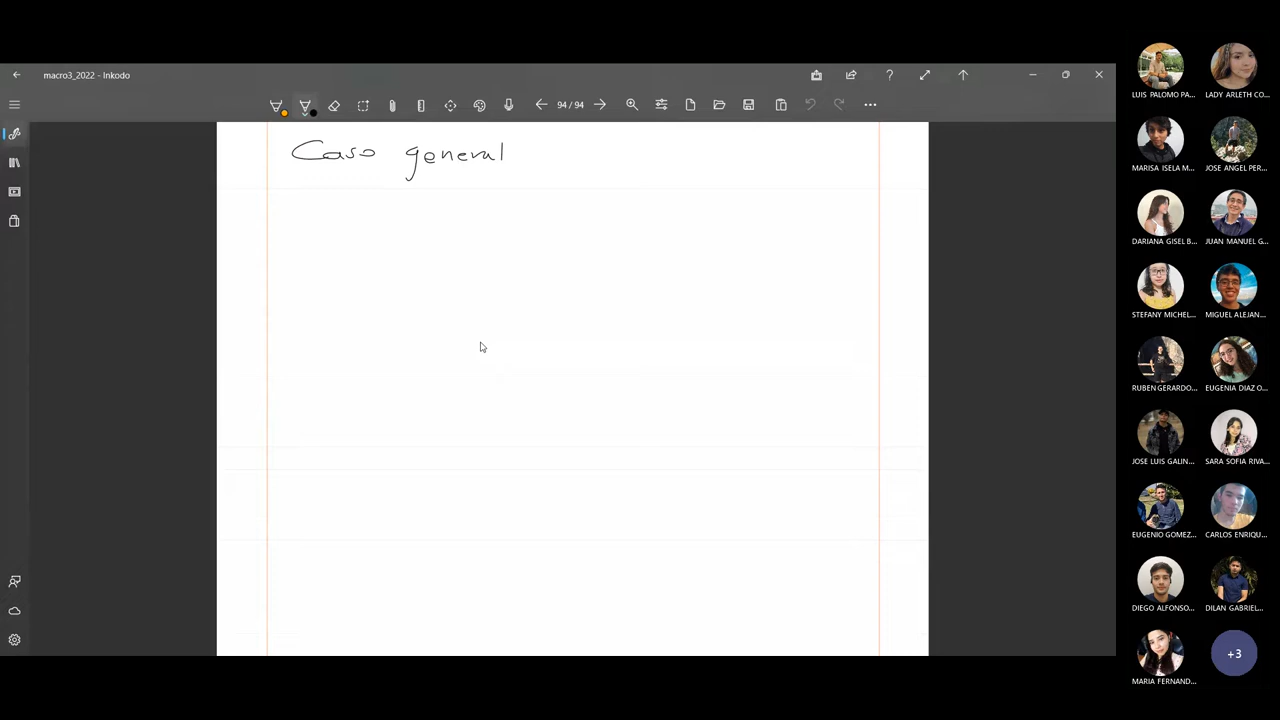 macro3_2022 - Inkodo
94 / 94
Caso general
LUIS PALOMO PA...
LADY ARLETH CO...
MARISA ISELA M...
JOSE ANGEL PER...
DARIANA GISEL B...
JUAN MANUEL G...
STEFANY MICHEL...
MIGUEL ALEJAN...
RUBEN GERARDO...
EUGENIA DIAZ O...
JOSE LUIS GALIN...
SARA SOFIA RIVA...
EUGENIO GOMEZ...
CARLOS ENRIQU...
DIEGO ALFONSO...
DILAN GABRIEL...
MARIA FERNAND...
+3